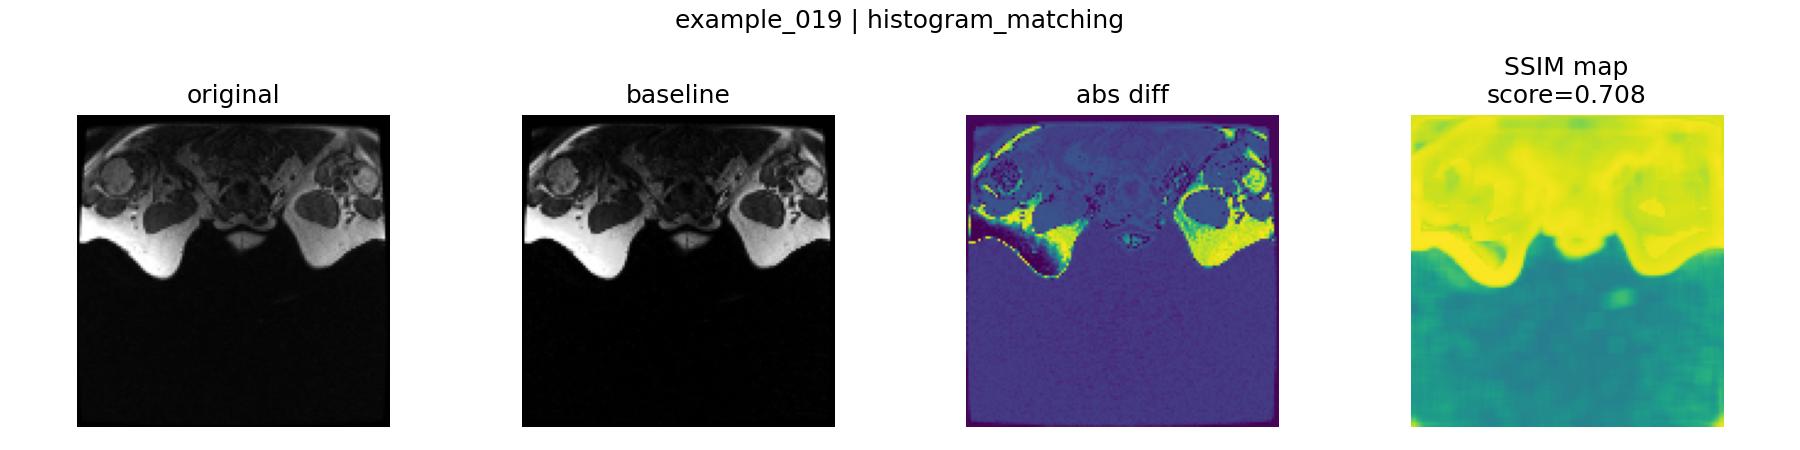 example_019 | histogram_matching
original
baseline
abs diff
SSIM map
score=0.708